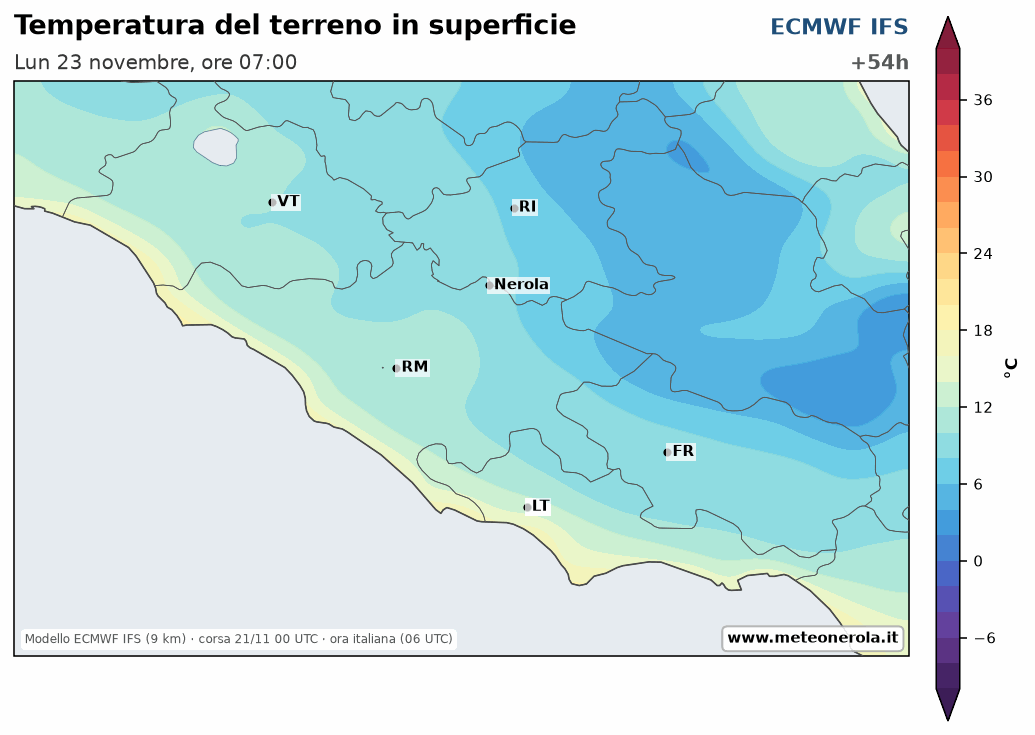 Temperatura del terreno in superficie
ECMWF IFS
Lun 23 novembre, ore 07:00
+54h
VT
RI
Nerola
RM
FR
LT
36
30
24
18
12
6
0
−6
°C
Modello ECMWF IFS (9 km) · corsa 21/11 00 UTC · ora italiana (06 UTC)
www.meteonerola.it